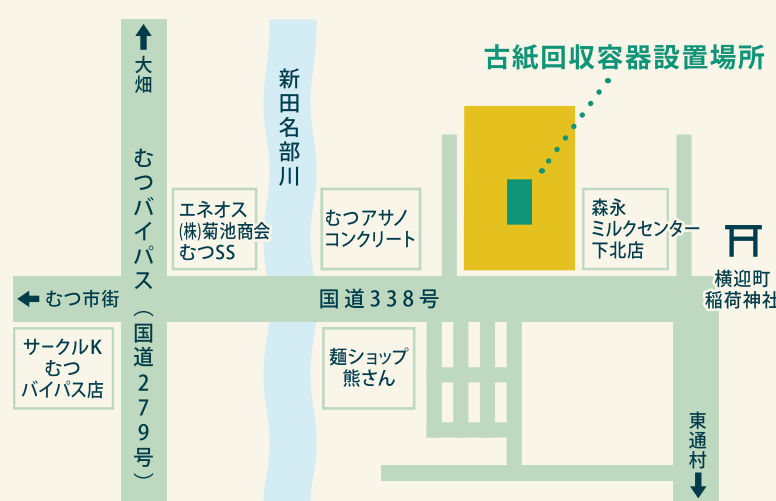 古紙回収容器設置場所
大畑
むつバイパス（国道279号）
新田名部川
エネオス
(株)菊池商会
むつSS
むつアサノ
コンクリート
森永
ミルクセンター
下北店
横迎町
稲荷神社
むつ市街
国道338号
サークルK
むつ
バイパス店
麺ショップ
熊さん
東通村